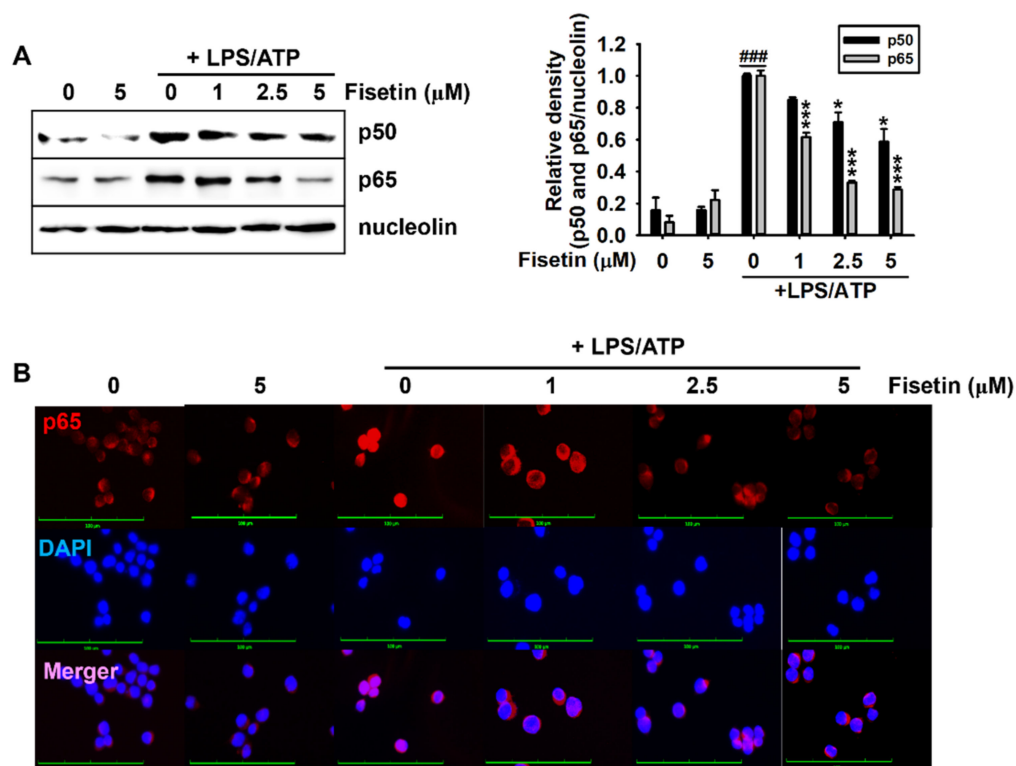 A
+ LPS/ATP
0 5 0 1 2.5 5 Fisetin (μM)
p50
p65
nucleolin
Relative density
(p50 and p65/nucleolin)
1.2
1.0
0.8
0.6
0.4
0.2
0.0
p50
p65
###
***
*
***
*
***
Fisetin (μM) 0 5 0 1 2.5 5
+LPS/ATP
B
+ LPS/ATP
0 5 0 1 2.5 5 Fisetin (μM)
p65
DAPI
Merger